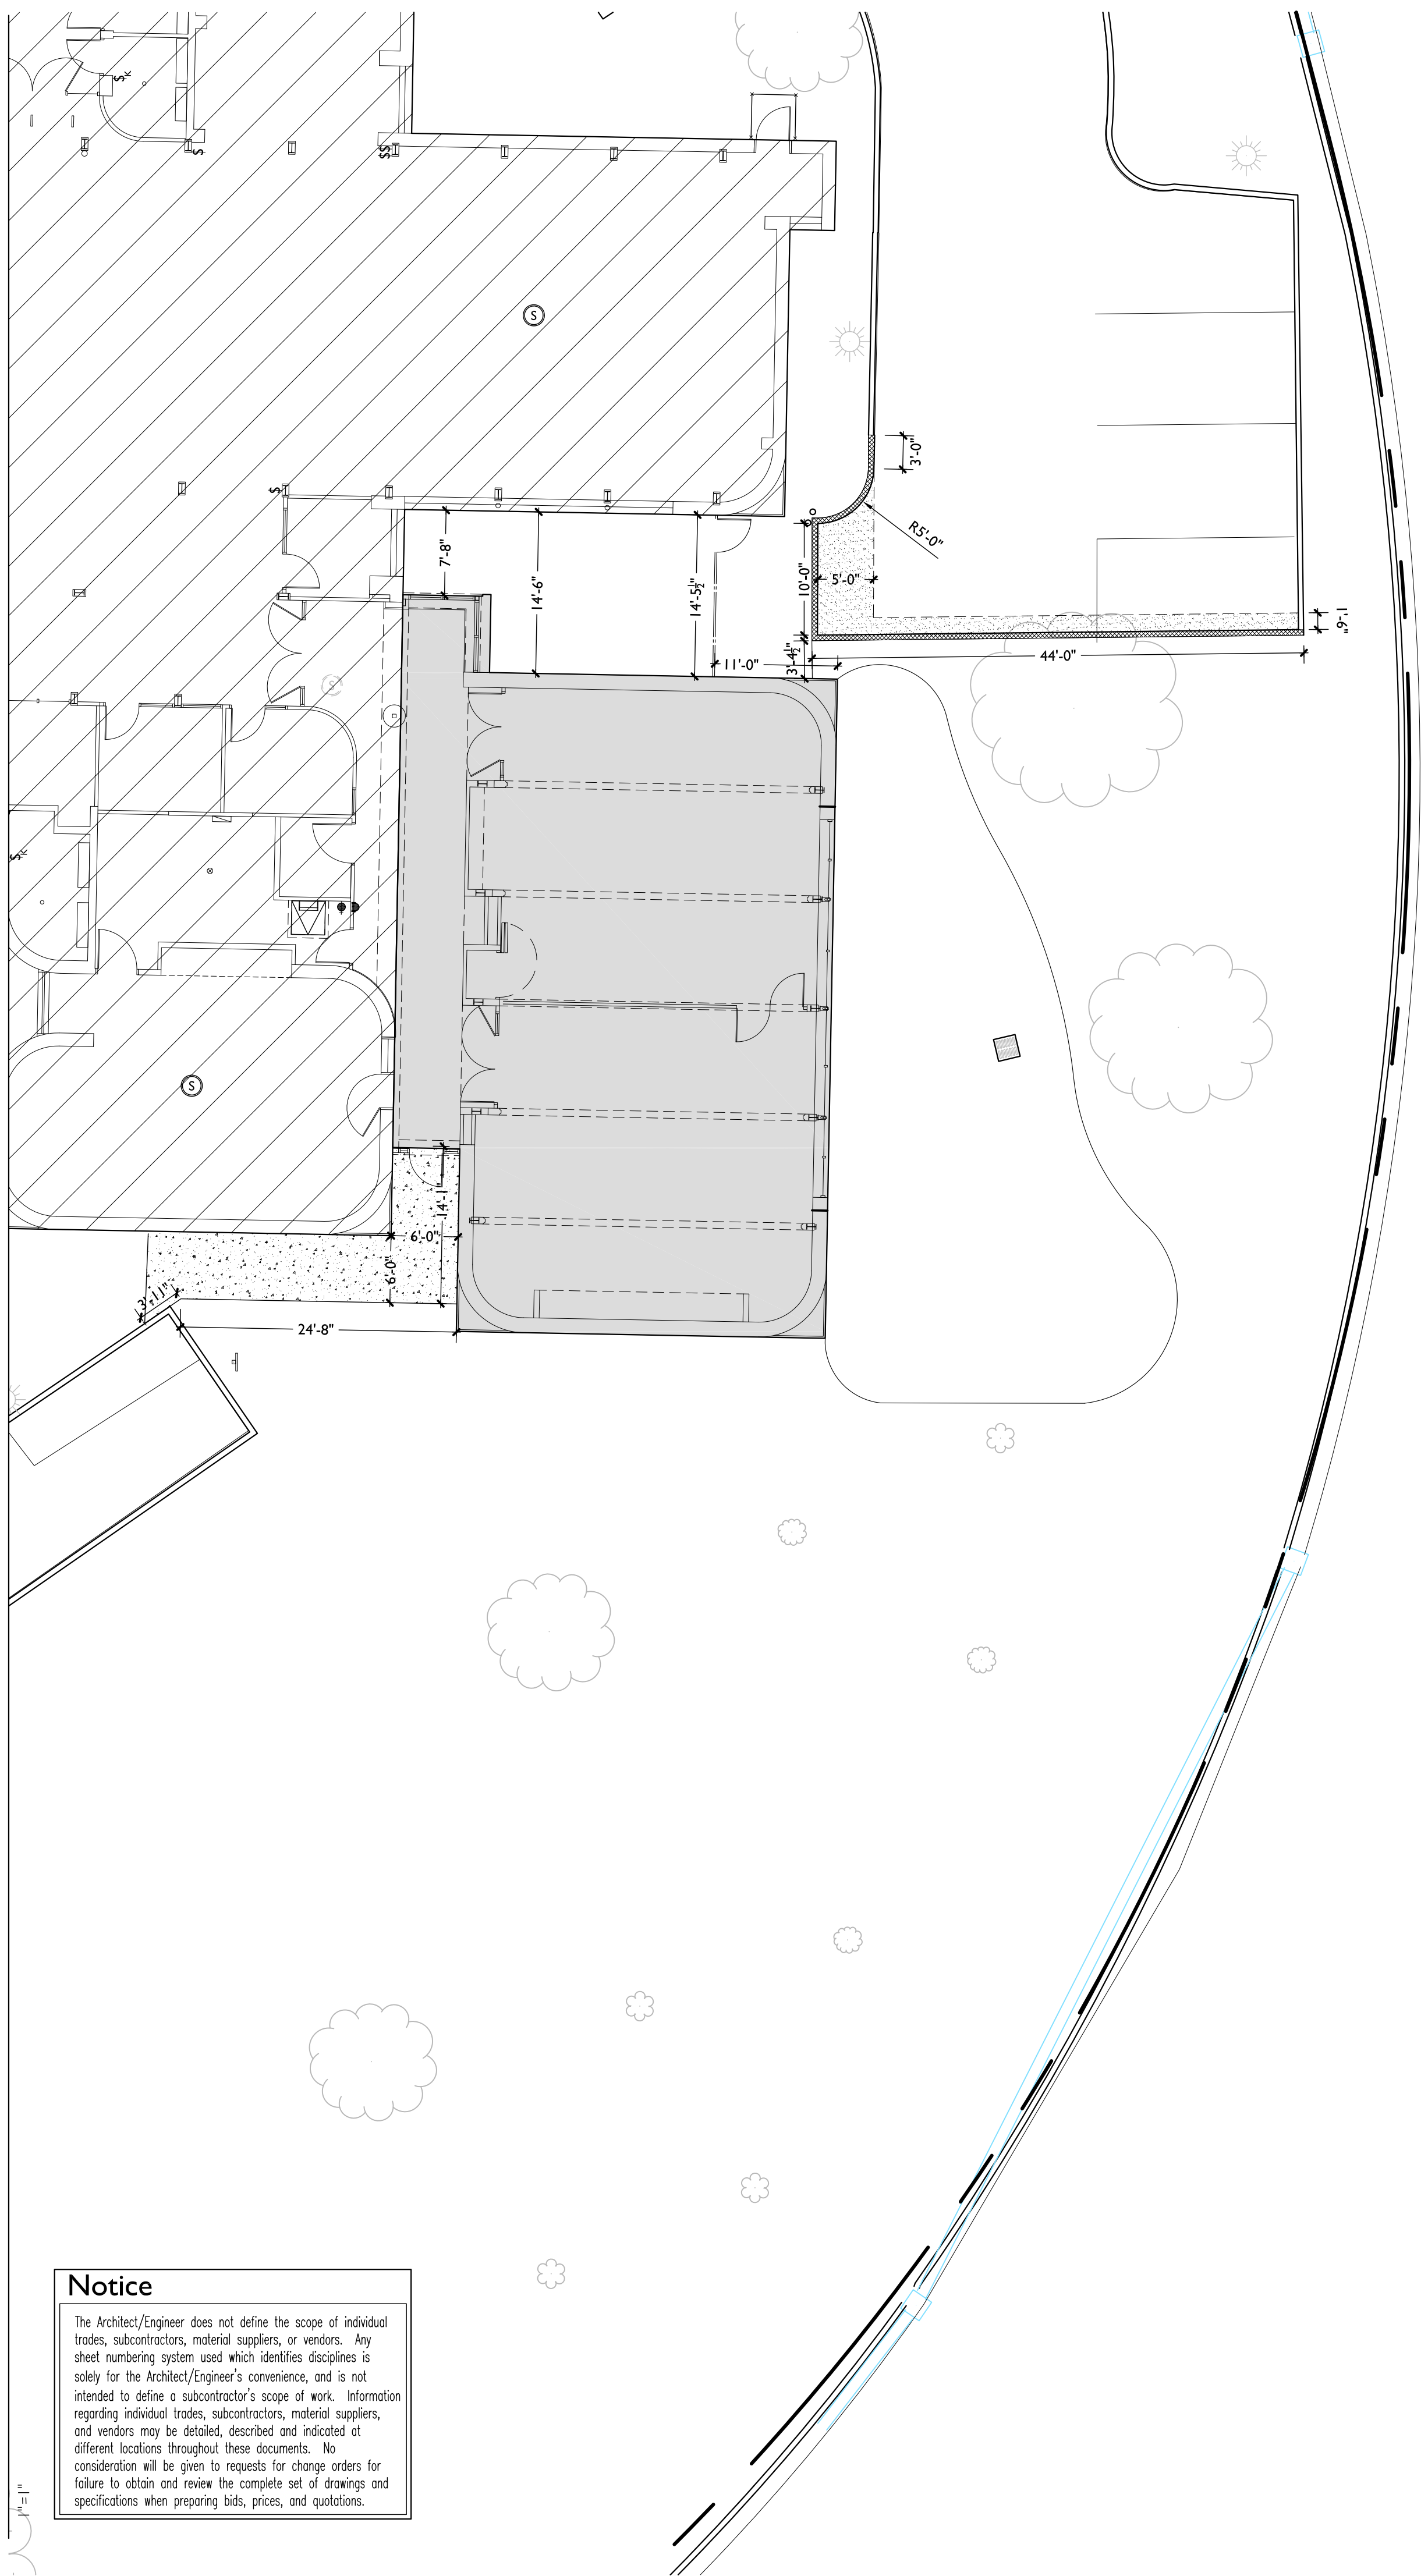 $
K
$
$$
S
3'-0"
$
R5'-0"
7'-8"
14'-6"
14'-5½"
10'-0"
5'-0"
1'-6"
3'-4½"
11'-0"
44'-0"
S
$
K
S
14'-1"
6'-0"
6'-0"
3'-11"
24'-8"
Notice
The Architect/Engineer does not define the scope of individual
trades, subcontractors, material suppliers, or vendors. Any
sheet numbering system used which identifies disciplines is
solely for the Architect/Engineer's convenience, and is not
intended to define a subcontractor's scope of work. Information
regarding individual trades, subcontractors, material suppliers,
and vendors may be detailed, described and indicated at
different locations throughout these documents. No
consideration will be given to requests for change orders for
failure to obtain and review the complete set of drawings and
specifications when preparing bids, prices, and quotations.
1"=1"